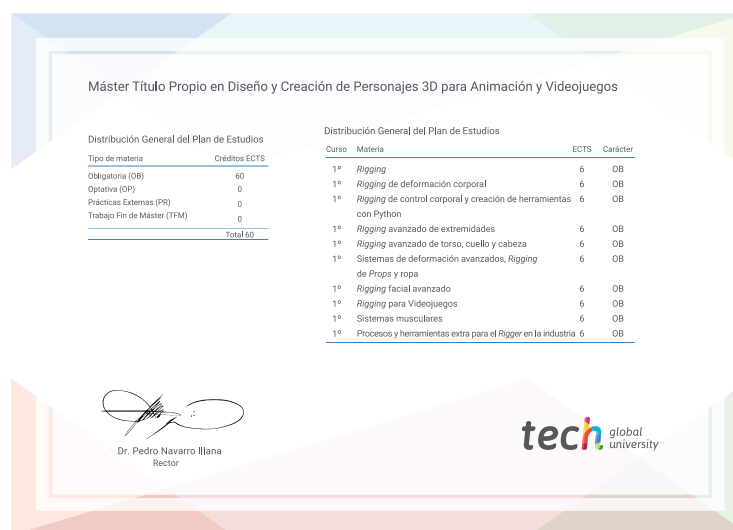 Máster Título Propio en Diseño y Creación de Personajes 3D para Animación y Videojuegos
Distribución General del Plan de Estudios
Tipo de materia Créditos ECTS
Obligatoria (OB) 60
Optativa (OP) 0
Prácticas Externas (PR) 0
Trabajo Fin de Máster (TFM) 0
Total 60
Distribución General del Plan de Estudios
Curso Materia ECTS Carácter
1º Rigging 6 OB
1º Rigging de deformación corporal 6 OB
1º Rigging de control corporal y creación de herramientas 6 OB
con Python
1º Rigging avanzado de extremidades 6 OB
1º Rigging avanzado de torso, cuello y cabeza 6 OB
1º Sistemas de deformación avanzados, Rigging 6 OB
de Props y ropa
1º Rigging facial avanzado 6 OB
1º Rigging para Videojuegos 6 OB
1º Sistemas musculares 6 OB
1º Procesos y herramientas extra para el Rigger en la industria 6 OB
Dr. Pedro Navarro Illana
Rector
tech global
university